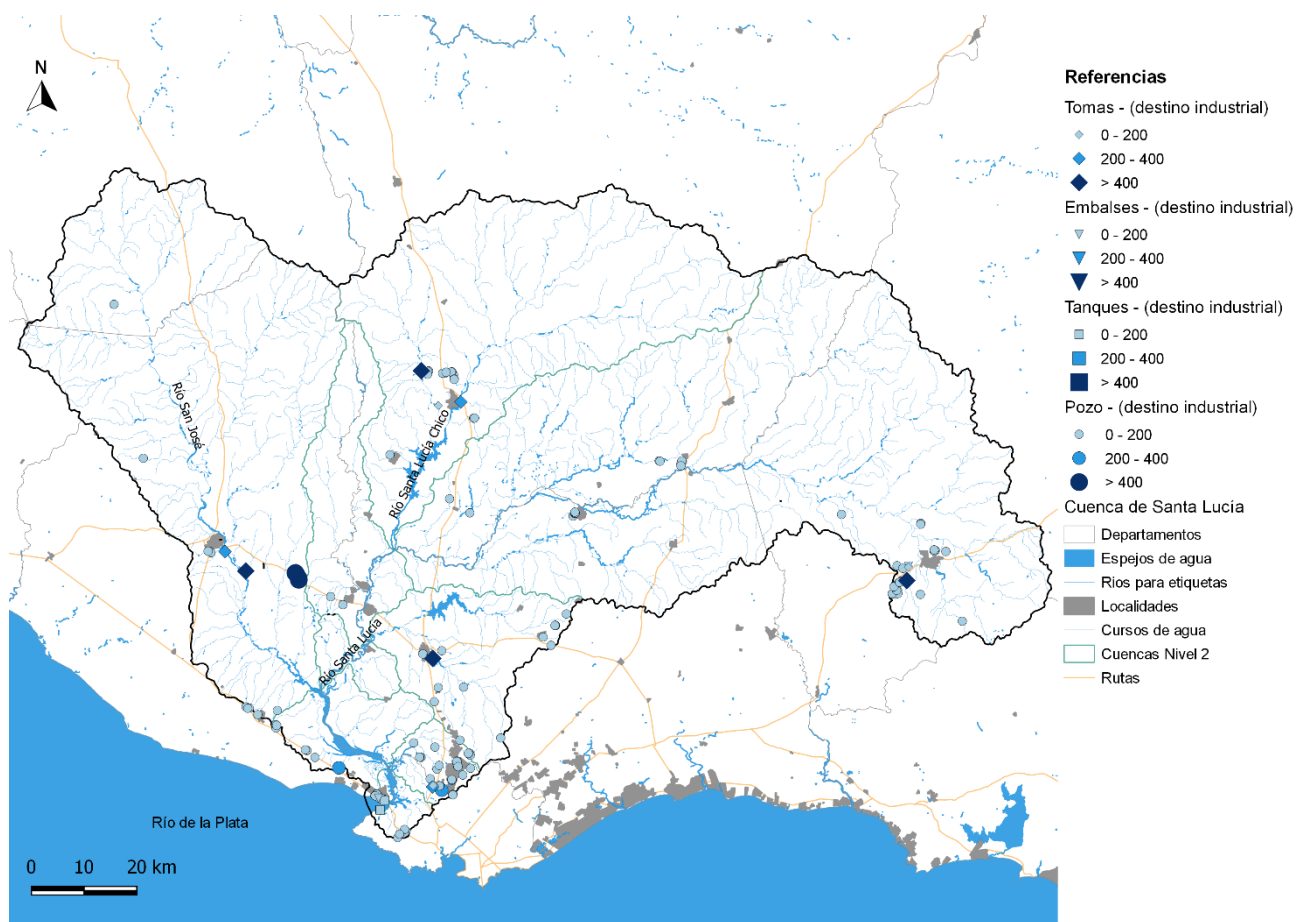 N
Río San José
Río Santa Lucía Chico
Río Santa Lucía
Río de la Plata
0 10 20 km
Referencias
Tomas - (destino industrial)
0 - 200
200 - 400
> 400
Embalses - (destino industrial)
0 - 200
200 - 400
> 400
Tanques - (destino industrial)
0 - 200
200 - 400
> 400
Pozo - (destino industrial)
0 - 200
200 - 400
> 400
Cuenca de Santa Lucía
Departamentos
Espejos de agua
Rios para etiquetas
Localidades
Cursos de agua
Cuencas Nivel 2
Rutas